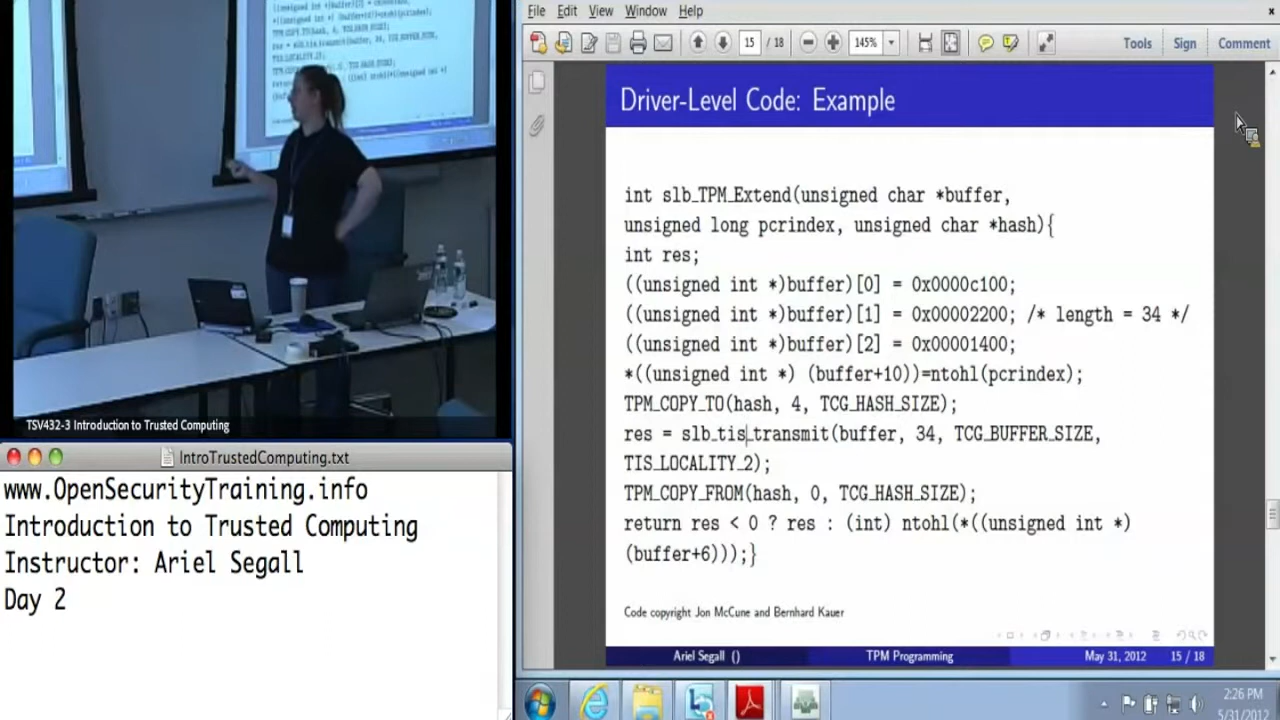 File Edit View Window Help
15 / 18 145% Tools Sign Comment
Driver-Level Code: Example
int slb_TPM_Extend(unsigned char *buffer,
unsigned long pcrindex, unsigned char *hash){
int res;
((unsigned int *)buffer)[0] = 0x0000c100;
((unsigned int *)buffer)[1] = 0x00002200; /* length = 34 */
((unsigned int *)buffer)[2] = 0x00001400;
*((unsigned int *) (buffer+10))=ntohl(pcrindex);
TPM_COPY_TO(hash, 4, TCG_HASH_SIZE);
res = slb_tis_transmit(buffer, 34, TCG_BUFFER_SIZE,
TIS_LOCALITY_2);
TPM_COPY_FROM(hash, 0, TCG_HASH_SIZE);
return res < 0 ? res : (int) ntohl(*((unsigned int *)
(buffer+6)));}
Code copyright Jon McCune and Bernhard Kauer
Ariel Segall () TPM Programming May 31, 2012 15 / 18
2:26 PM
5/31/2012
TSV432-3 Introduction to Trusted Computing
IntroTrustedComputing.txt
www.OpenSecurityTraining.info
Introduction to Trusted Computing
Instructor: Ariel Segall
Day 2